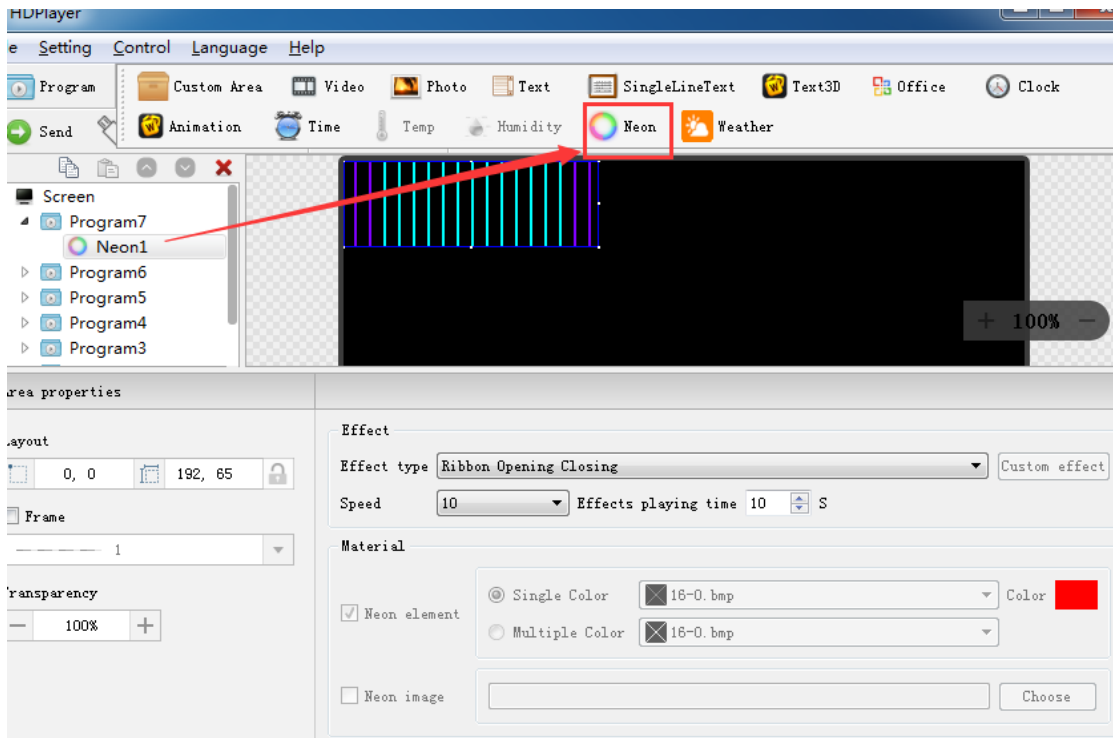 HDPlayer
e Setting Control Language Help
Program Custom Area Video Photo Text SingleLineText Text3D Office Clock
Send Animation Time Temp Humidity Neon Weather
Screen
Program7
Neon1
Program6
Program5
Program4
Program3
100%
Area properties
Layout
0, 0 192, 65
Frame
1
Transparency
100%
Effect
Effect type Ribbon Opening Closing Custom effect
Speed 10 Effects playing time 10 S
Material
Neon element Single Color 16-0.bmp Color
Multiple Color 16-0.bmp
Neon image Choose